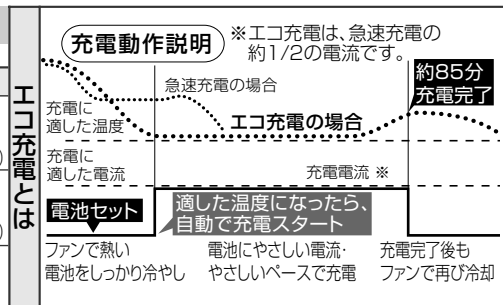 エコ充電とは
充電動作説明
※エコ充電は、急速充電の
約1/2の電流です。
約85分
充電完了
急速充電の場合
充電に
適した温度
エコ充電の場合
充電に
適した電流
充電電流 ※
電池セット
適した温度になったら、
自動で充電スタート
ファンで熱い
電池をしっかり冷やし
電池にやさしい電流・
やさしいペースで充電
充電完了後も
ファンで再び冷却